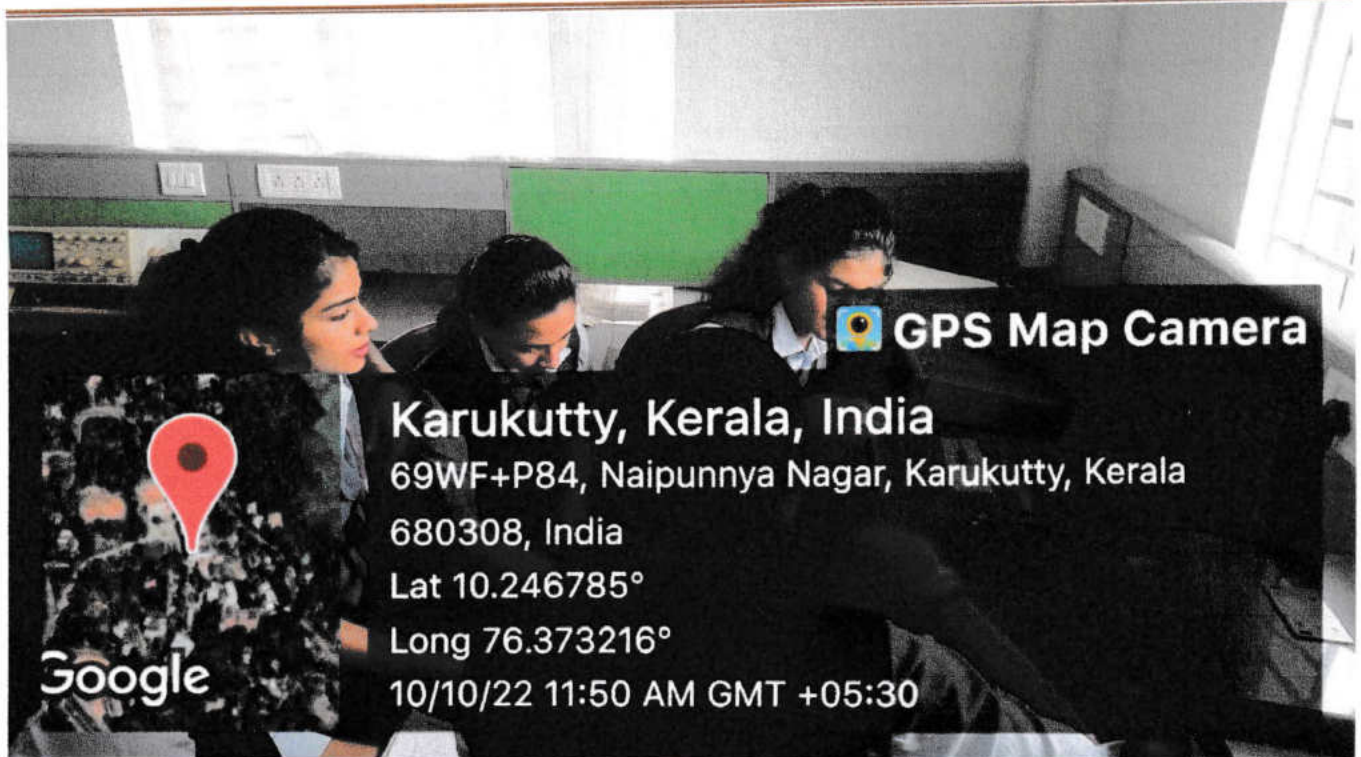 GPS Map Camera
Karukutty, Kerala, India
69WF+P84, Naipunnya Nagar, Karukutty, Kerala
680308, India
Lat 10.246785°
Long 76.373216°
10/10/22 11:50 AM GMT +05:30
Google